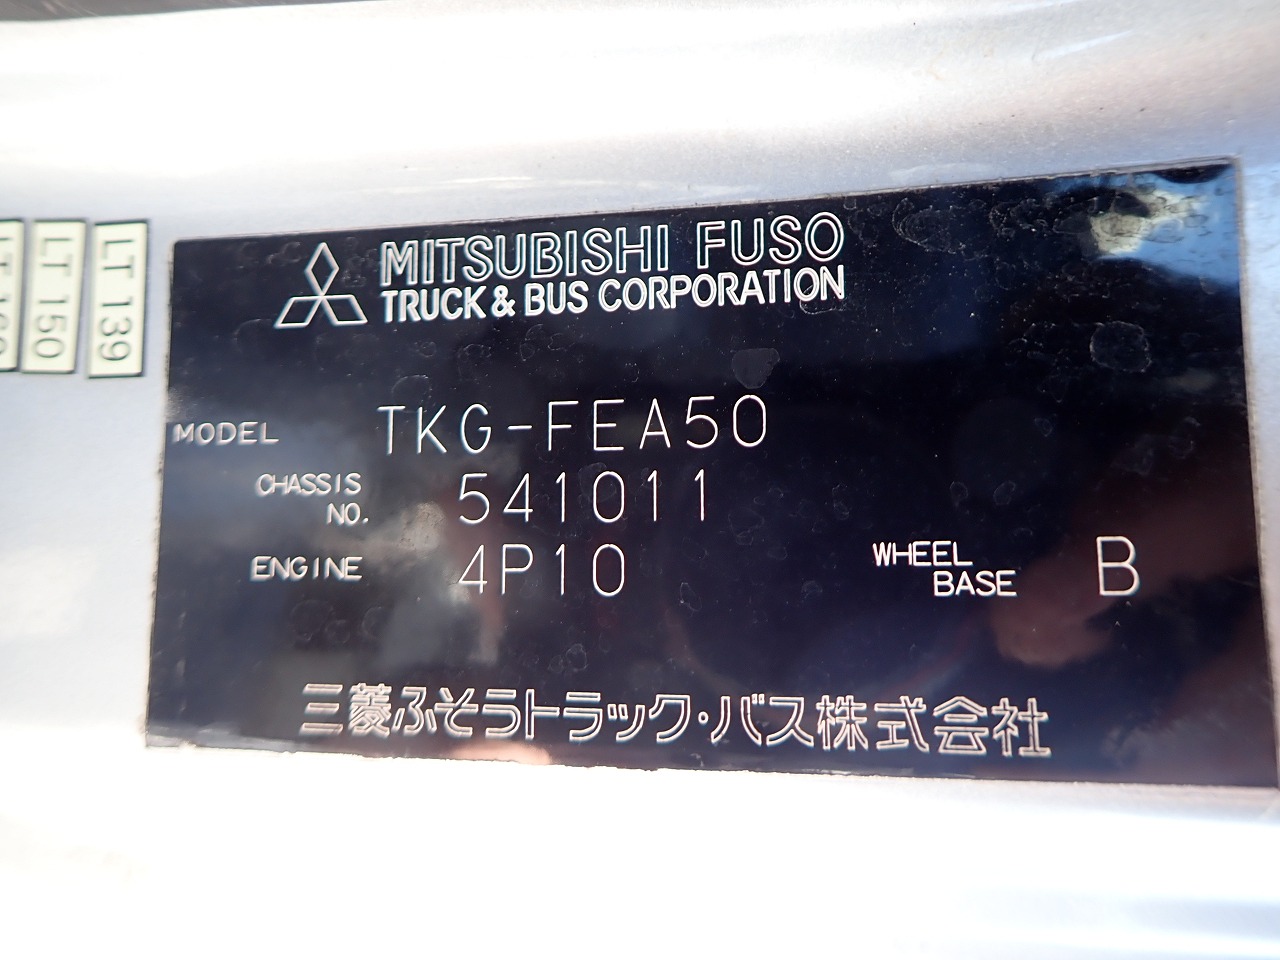 LT 150
LT 139
MITSUBISHI FUSO
TRUCK & BUS CORPORATION
MODEL TKG-FEA50
CHASSIS NO. 541011
ENGINE 4P10
WHEEL BASE B
三菱ふそうトラック・バス株式会社